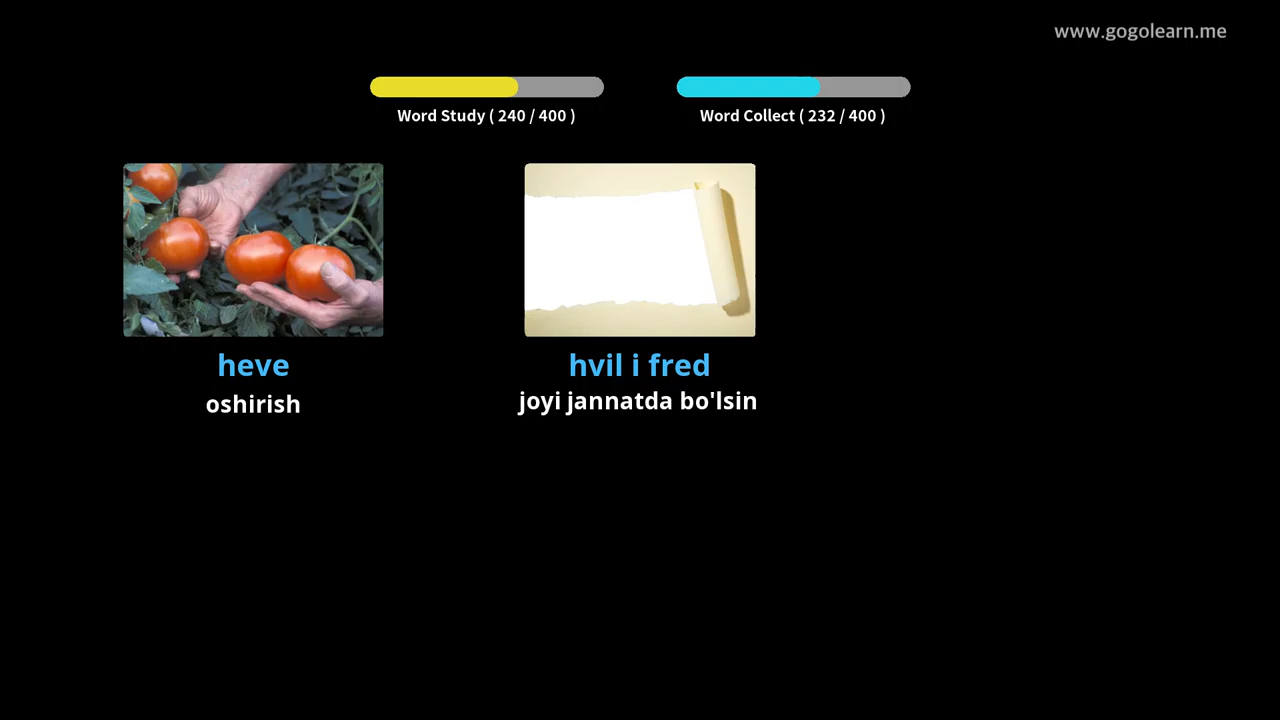 www.gogolearn.me
Word Study ( 240 / 400 )
Word Collect ( 232 / 400 )
heve
oshirish
hvil i fred
joyi jannatda bo'lsin